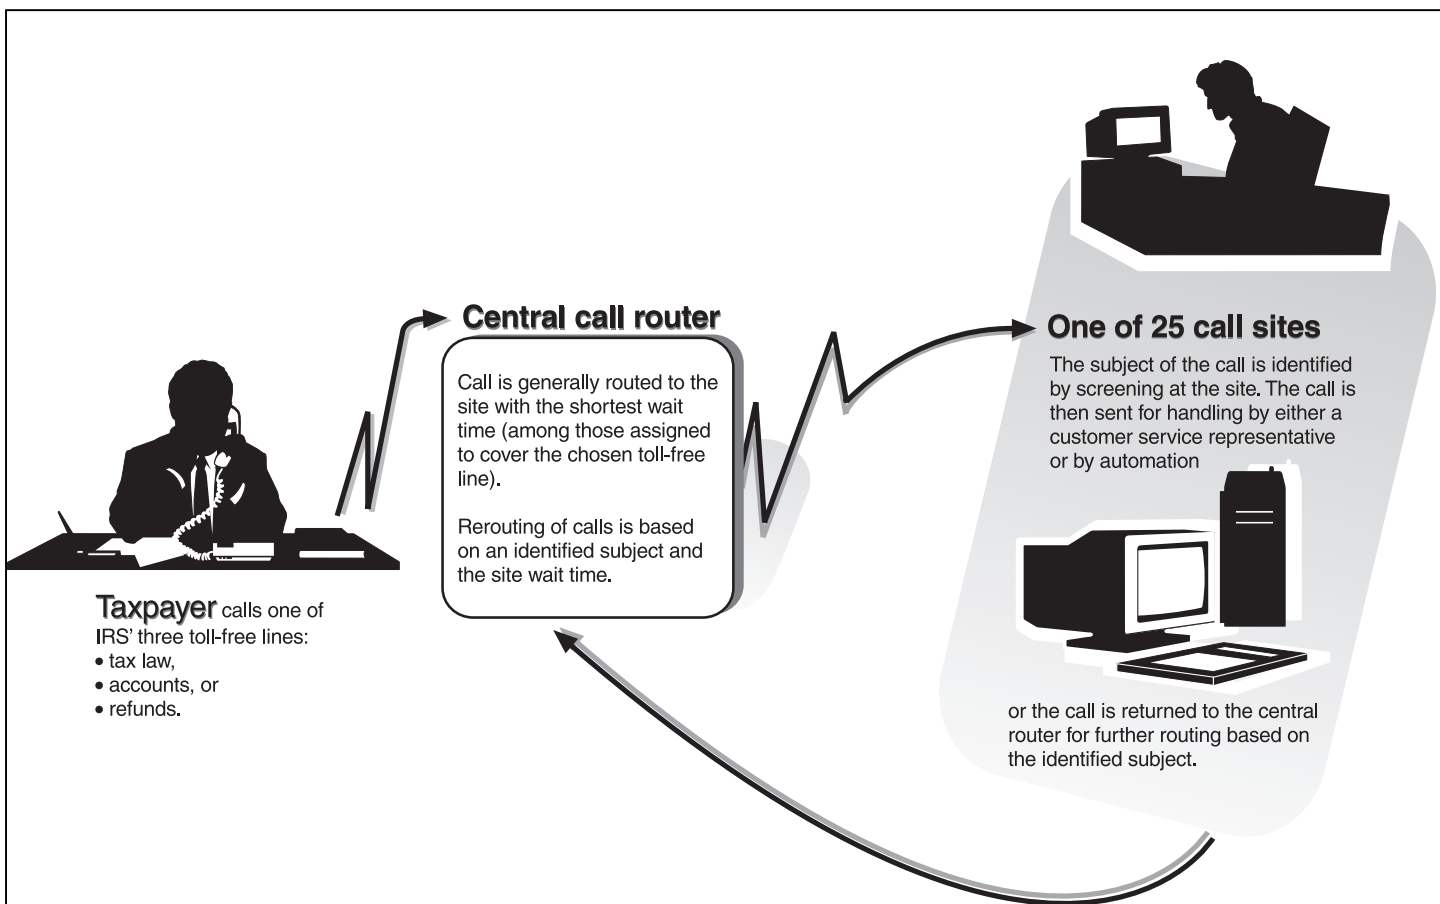 Taxpayer calls one of
IRS' three toll-free lines:
• tax law,
• accounts, or
• refunds.
Central call router
Call is generally routed to the
site with the shortest wait
time (among those assigned
to cover the chosen toll-free
line).
Rerouting of calls is based
on an identified subject and
the site wait time.
One of 25 call sites
The subject of the call is identified
by screening at the site. The call is
then sent for handling by either a
customer service representative
or by automation
or the call is returned to the central
router for further routing based on
the identified subject.